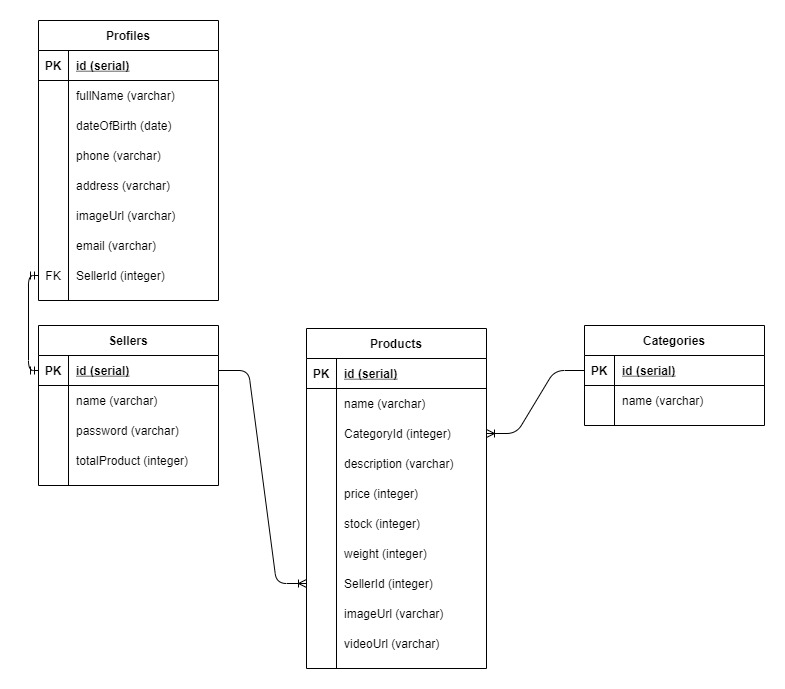 Profiles
PK id (serial)
fullName (varchar)
dateOfBirth (date)
phone (varchar)
address (varchar)
imageUrl (varchar)
email (varchar)
FK SellerId (integer)
Sellers
PK id (serial)
name (varchar)
password (varchar)
totalProduct (integer)
Products
PK id (serial)
name (varchar)
CategoryId (integer)
description (varchar)
price (integer)
stock (integer)
weight (integer)
SellerId (integer)
imageUrl (varchar)
videoUrl (varchar)
Categories
PK id (serial)
name (varchar)